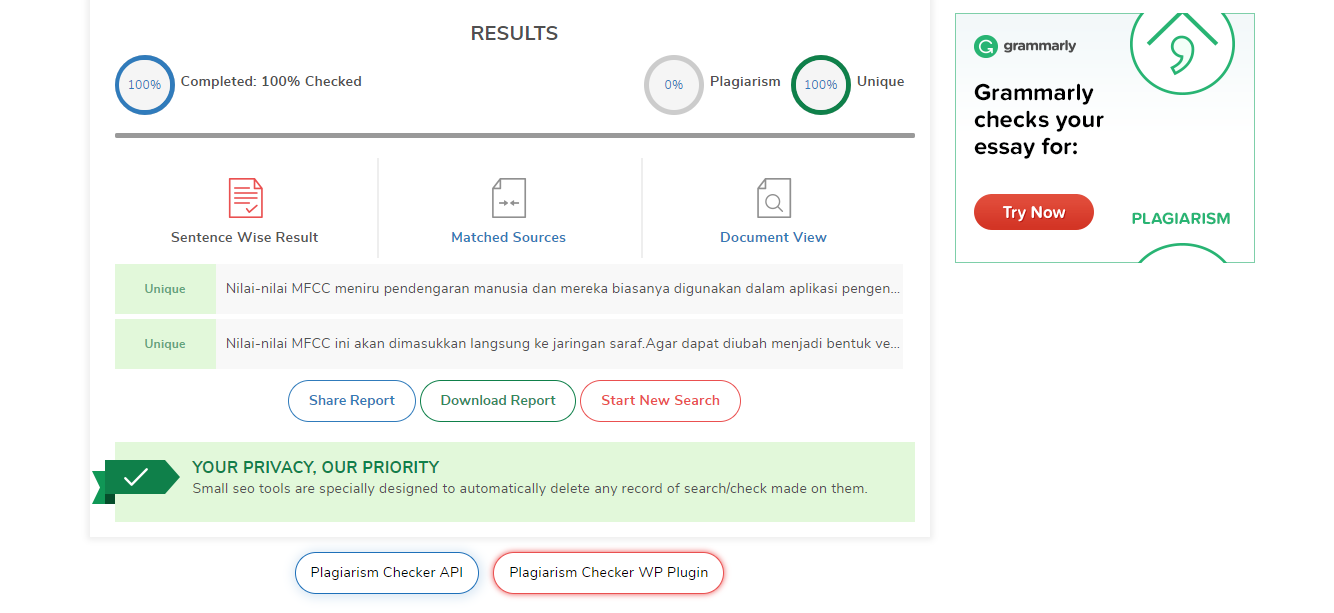 RESULTS
100% Completed: 100% Checked 0% Plagiarism 100% Unique
Sentence Wise Result Matched Sources Document View
Unique Nilai-nilai MFCC meniru pendengaran manusia dan mereka biasanya digunakan dalam aplikasi pengen...
Unique Nilai-nilai MFCC ini akan dimasukkan langsung ke jaringan saraf.Agar dapat diubah menjadi bentuk ve...
Share Report Download Report Start New Search
YOUR PRIVACY, OUR PRIORITY
Small seo tools are specially designed to automatically delete any record of search/check made on them.
Plagiarism Checker API Plagiarism Checker WP Plugin
grammarly
Grammarly
checks your
essay for:
Try Now
PLAGIARISM